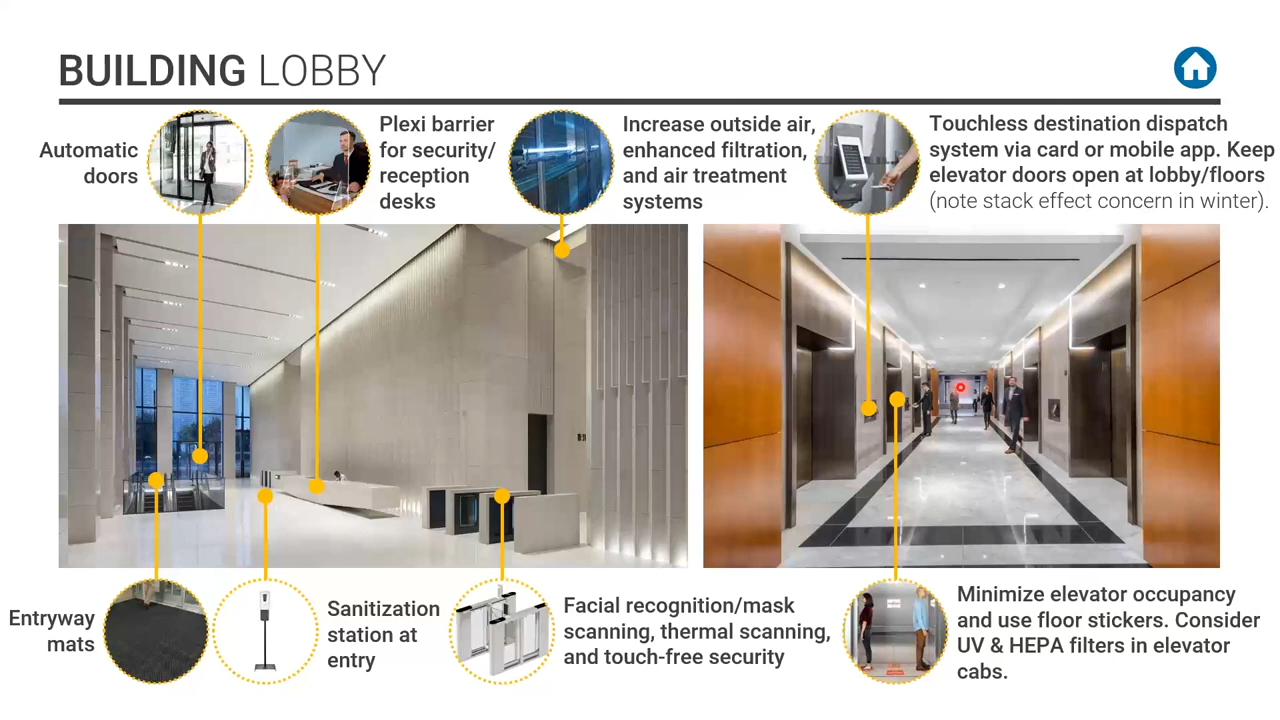 BUILDING LOBBY
Automatic
doors
Plexi barrier
for security/
reception
desks
Increase outside air,
enhanced filtration,
and air treatment
systems
Touchless destination dispatch
system via card or mobile app. Keep
elevator doors open at lobby/floors
(note stack effect concern in winter).
Entryway
mats
Sanitization
station at
entry
Facial recognition/mask
scanning, thermal scanning,
and touch-free security
Minimize elevator occupancy
and use floor stickers. Consider
UV & HEPA filters in elevator
cabs.